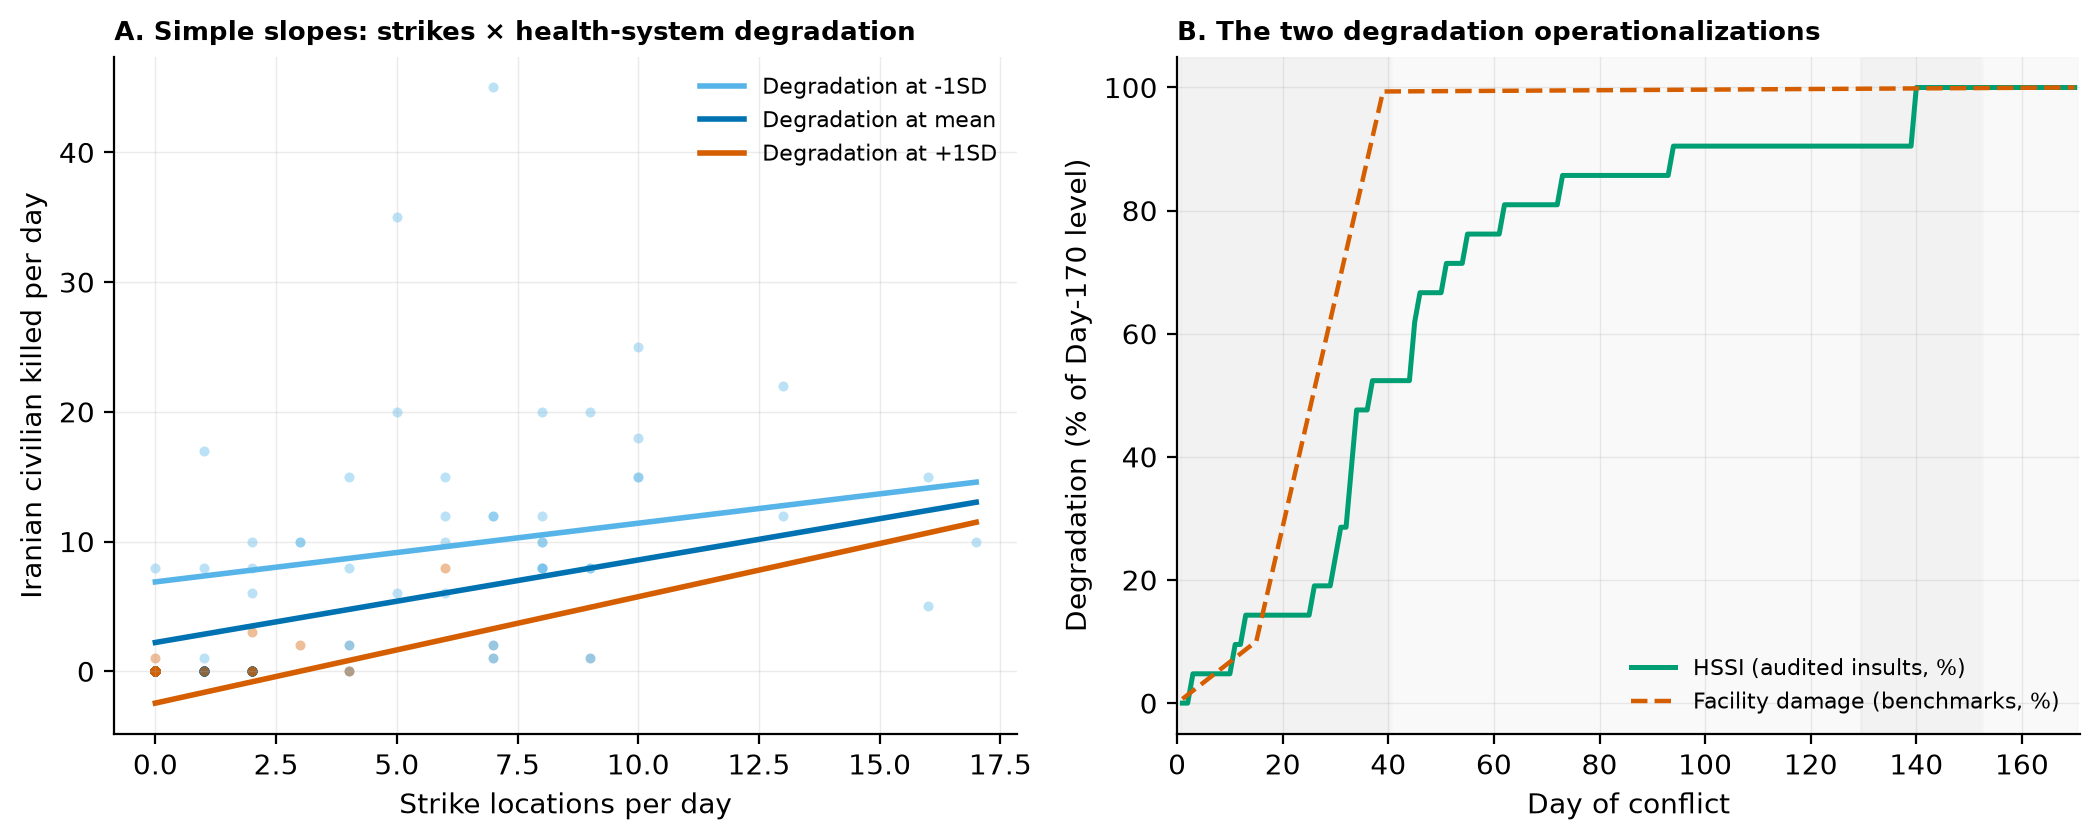 A. Simple slopes: strikes × health-system degradation
Iranian civilian killed per day
40
30
20
10
0
Degradation at -1SD
Degradation at mean
Degradation at +1SD
0.0 2.5 5.0 7.5 10.0 12.5 15.0 17.5
Strike locations per day
B. The two degradation operationalizations
Degradation (% of Day-170 level)
100
80
60
40
20
0
HSSI (audited insults, %)
Facility damage (benchmarks, %)
0 20 40 60 80 100 120 140 160
Day of conflict